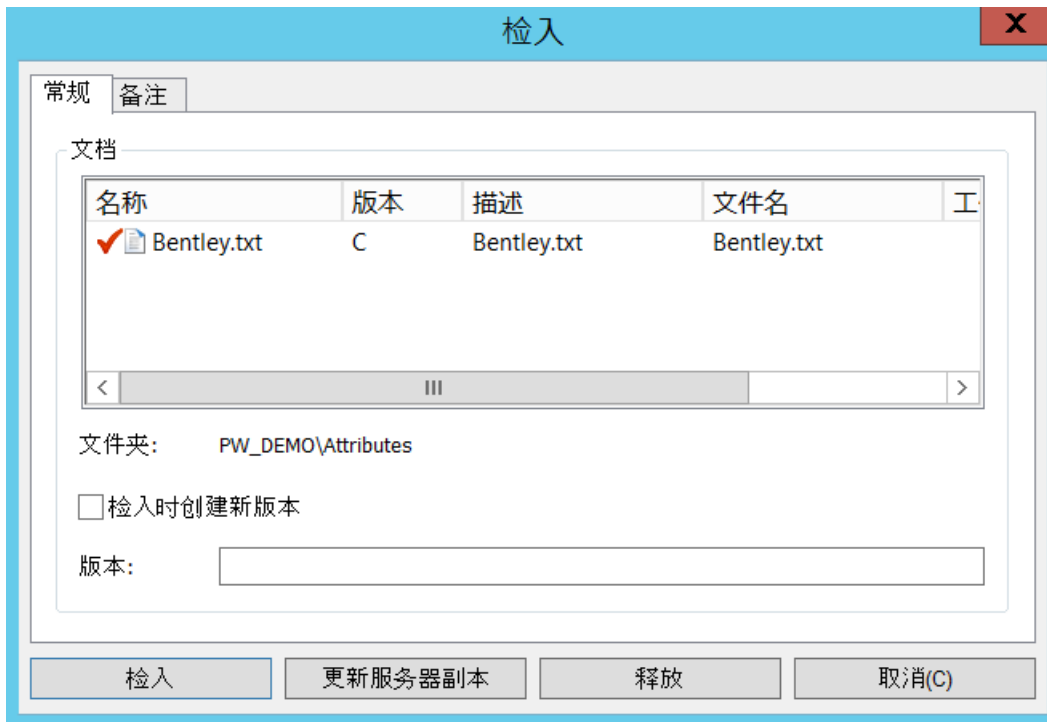 检入
常规 备注
文档
名称 版本 描述 文件名 工
Bentley.txt C Bentley.txt Bentley.txt
文件夹: PW_DEMO\Attributes
检入时创建新版本
版本:
检入 更新服务器副本 释放 取消(C)